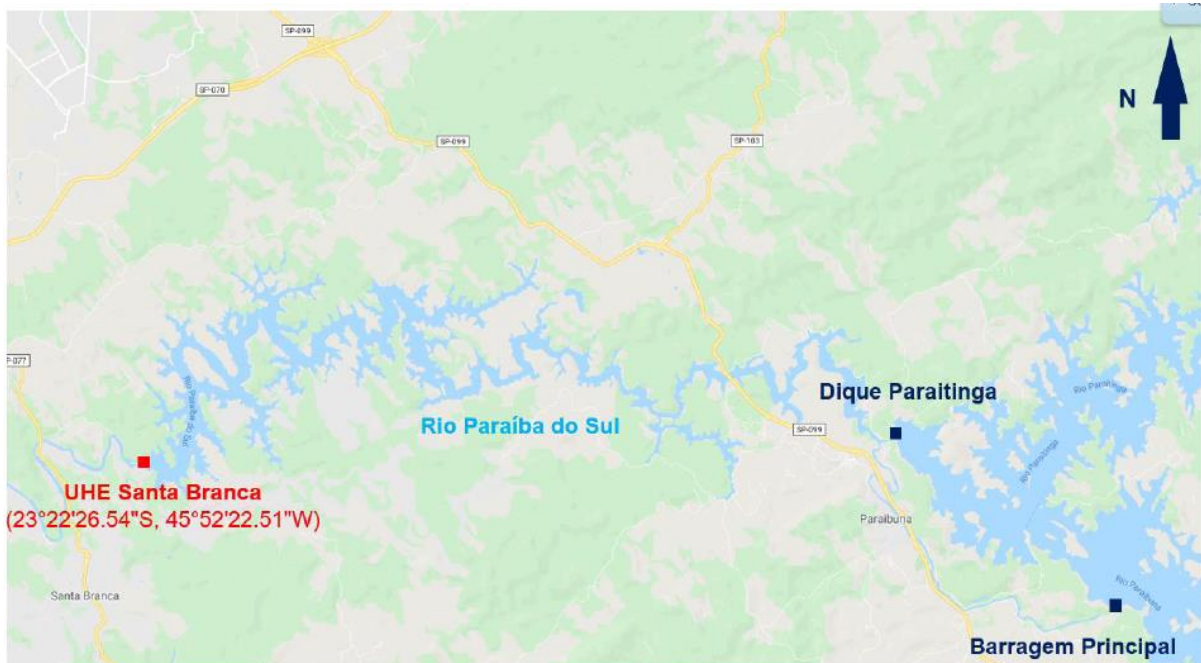 SP-099
SP-070
N
SP-099
SP-103
P-077
Rio Paraíba do Sul
Dique Paraitinga
Rio Paraitinga
Rio Paraíba do Sul
SP-099
Rio Paraitinga
UHE Santa Branca
(23°22'26.54"S, 45°52'22.51"W)
Paraibuna
Santa Branca
Rio Paraibuna
Barragem Principal